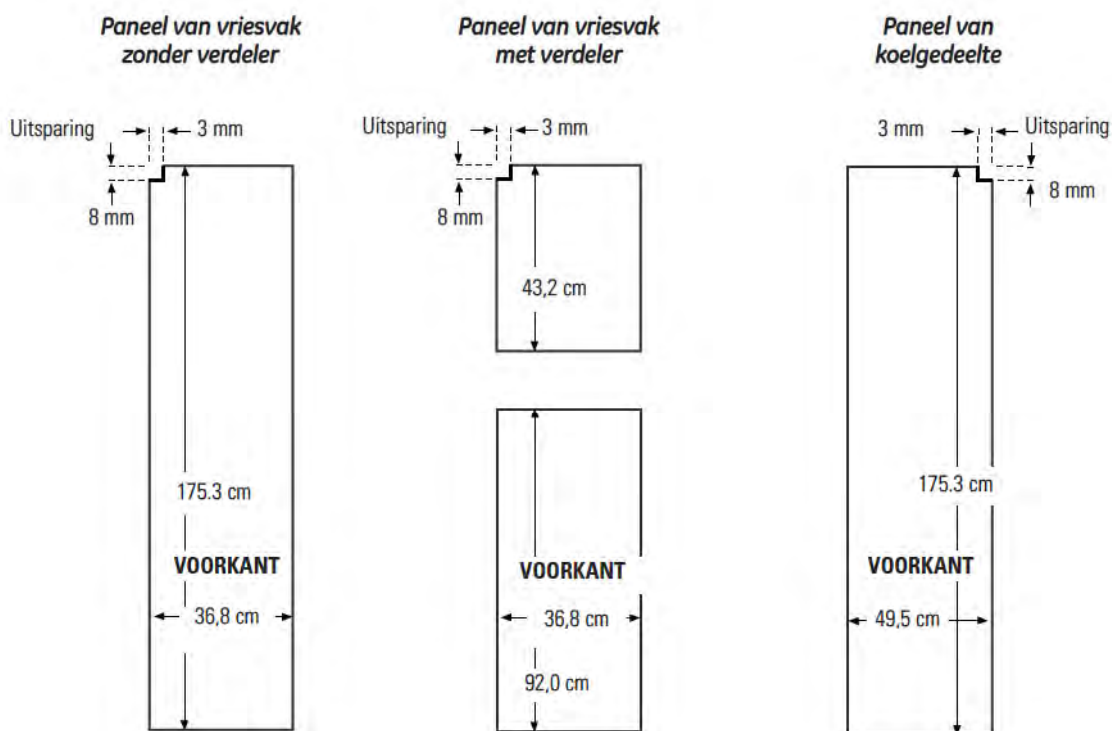 Paneel van vriesvak
zonder verdeler
Uitsparing
3 mm
8 mm
175.3 cm
VOORKANT
36,8 cm
Paneel van vriesvak
met verdeler
Uitsparing
3 mm
8 mm
43,2 cm
VOORKANT
36,8 cm
92,0 cm
Paneel van
koelgedeelte
3 mm
Uitsparing
8 mm
175.3 cm
VOORKANT
49,5 cm